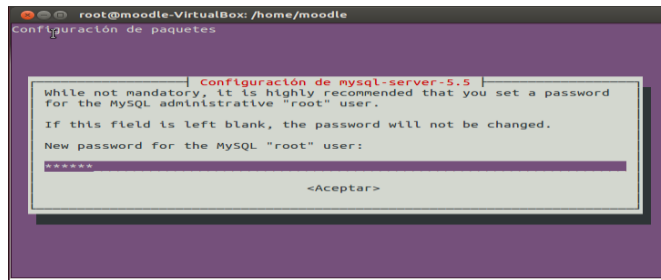 root@moodle-VirtualBox: /home/moodle
Configuración de paquetes
Configuración de mysql-server-5.5
While not mandatory, it is highly recommended that you set a password
for the MySQL administrative "root" user.
If this field is left blank, the password will not be changed.
New password for the MySQL "root" user:
******
<Aceptar>